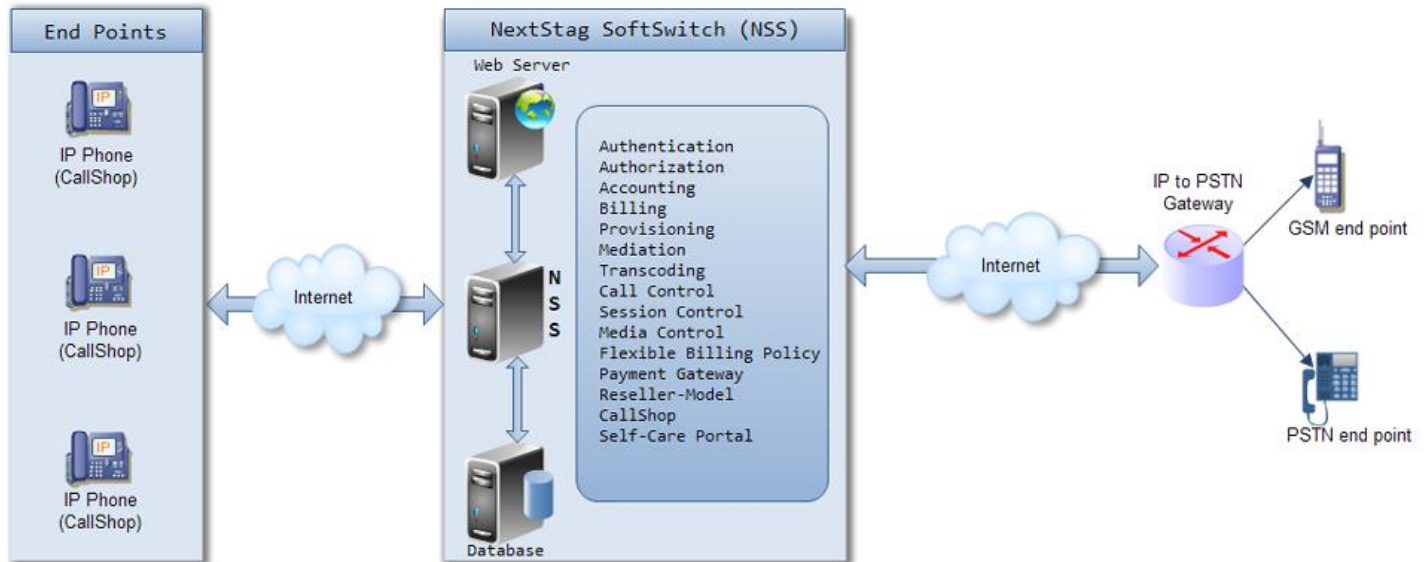 End Points
IP
IP Phone
(CallShop)
IP
IP Phone
(CallShop)
IP
IP Phone
(CallShop)
Internet
NextStag SoftSwitch (NSS)
Web Server
N
S
S
Database
Authentication
Authorization
Accounting
Billing
Provisioning
Mediation
Transcoding
Call Control
Session Control
Media Control
Flexible Billing Policy
Payment Gateway
Reseller-Model
CallShop
Self-Care Portal
Internet
IP to PSTN
Gateway
GSM end point
PSTN end point